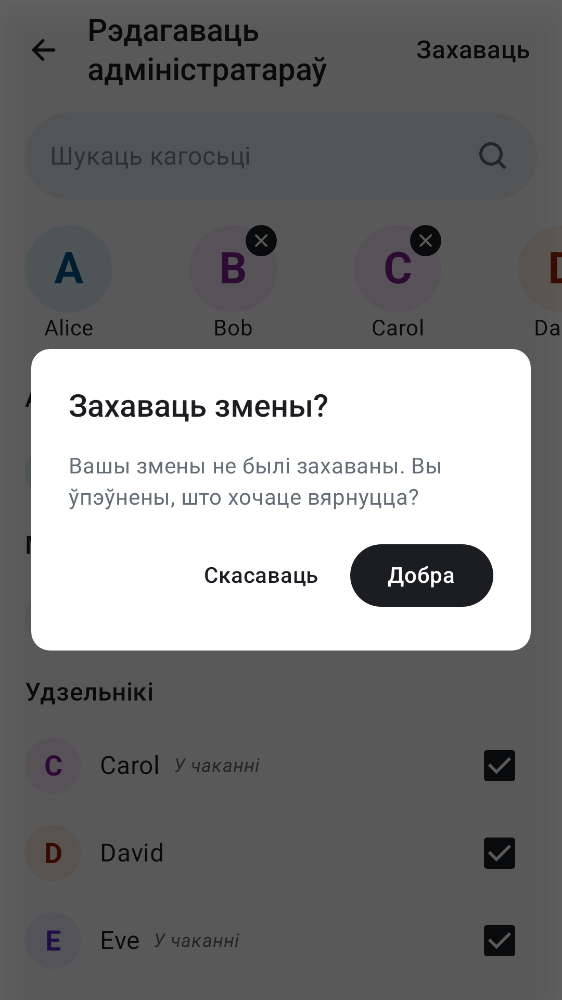 Рэдагаваць
адміністратараў
Захаваць
Шукаць кагосьці
A
B
C
D
Alice
Bob
Carol
Da
Захаваць змены?
Вашы змены не былі захаваны. Вы
ўпэўнены, што хочаце вярнуцца?
Скасаваць
Добра
Удзельнікі
C
Carol
У чаканні
D
David
E
Eve
У чаканні